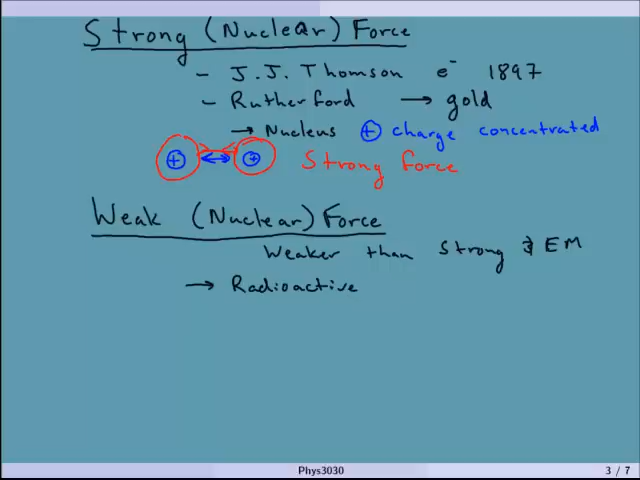 Strong (Nuclear) Force
- J.J. Thomson e⁻ 1897
- Rutherford → gold
→ Nucleus ⊕ charge concentrated
+ + Strong force
Weak (Nuclear) Force
Weaker than Strong & EM
→ Radioactive
Phys3030 3 / 7